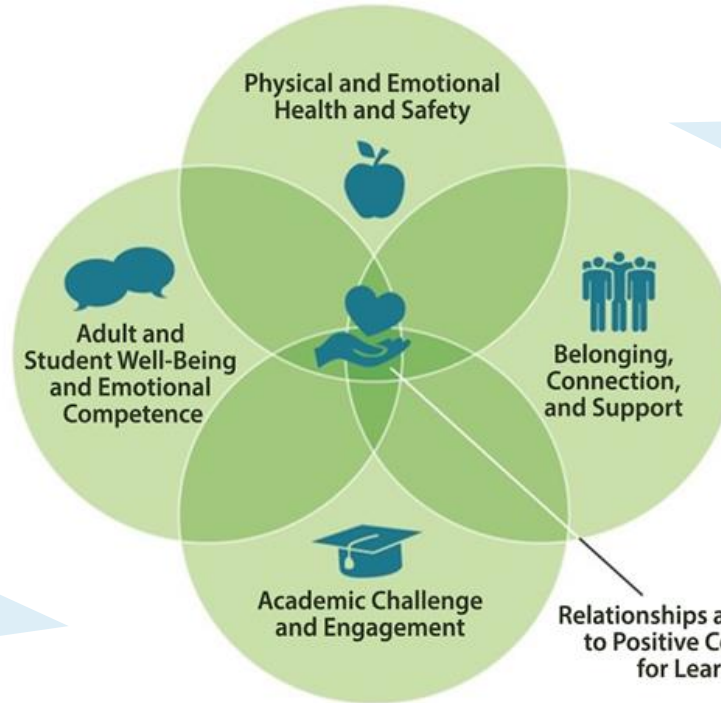 Physical and Emotional
Health and Safety
Adult and
Student Well-Being
and Emotional
Competence
Belonging,
Connection,
and Support
Academic Challenge
and Engagement
Relationships
to Positive
for